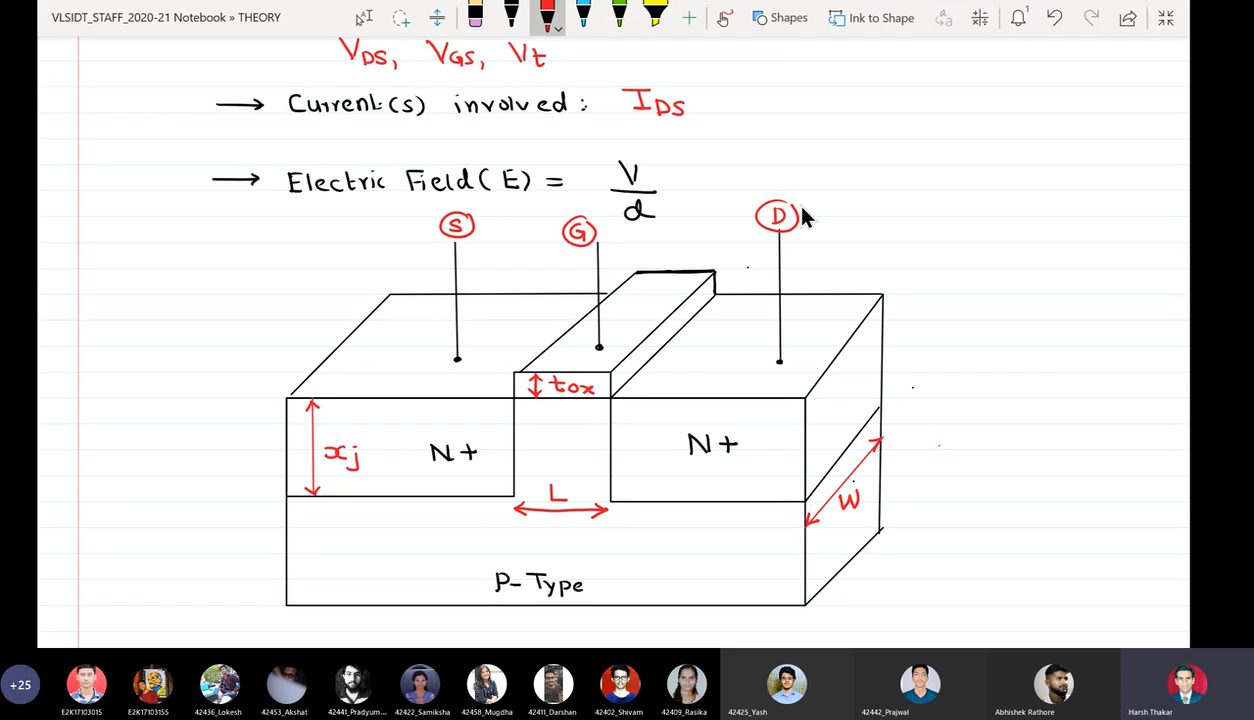 VLSIDT_STAFF_2020-21 Notebook » THEORY
Shapes
Ink to Shape
VDS, VGS, Vt
→ Current(s) involved: IDS
→ Electric Field(E) = V/d
S
G
D
tox
xj
N+
N+
L
W
P-Type
+25
E2K17103015
E2K17103155
42436_Lokesh
42453_Akshat
42441_Pradyum...
42422_Samiksha
42458_Mugdha
42411_Darshan
42402_Shivam
42409_Rasika
42425_Yash
42442_Prajwal
Abhishek Rathore
Harsh Thakar